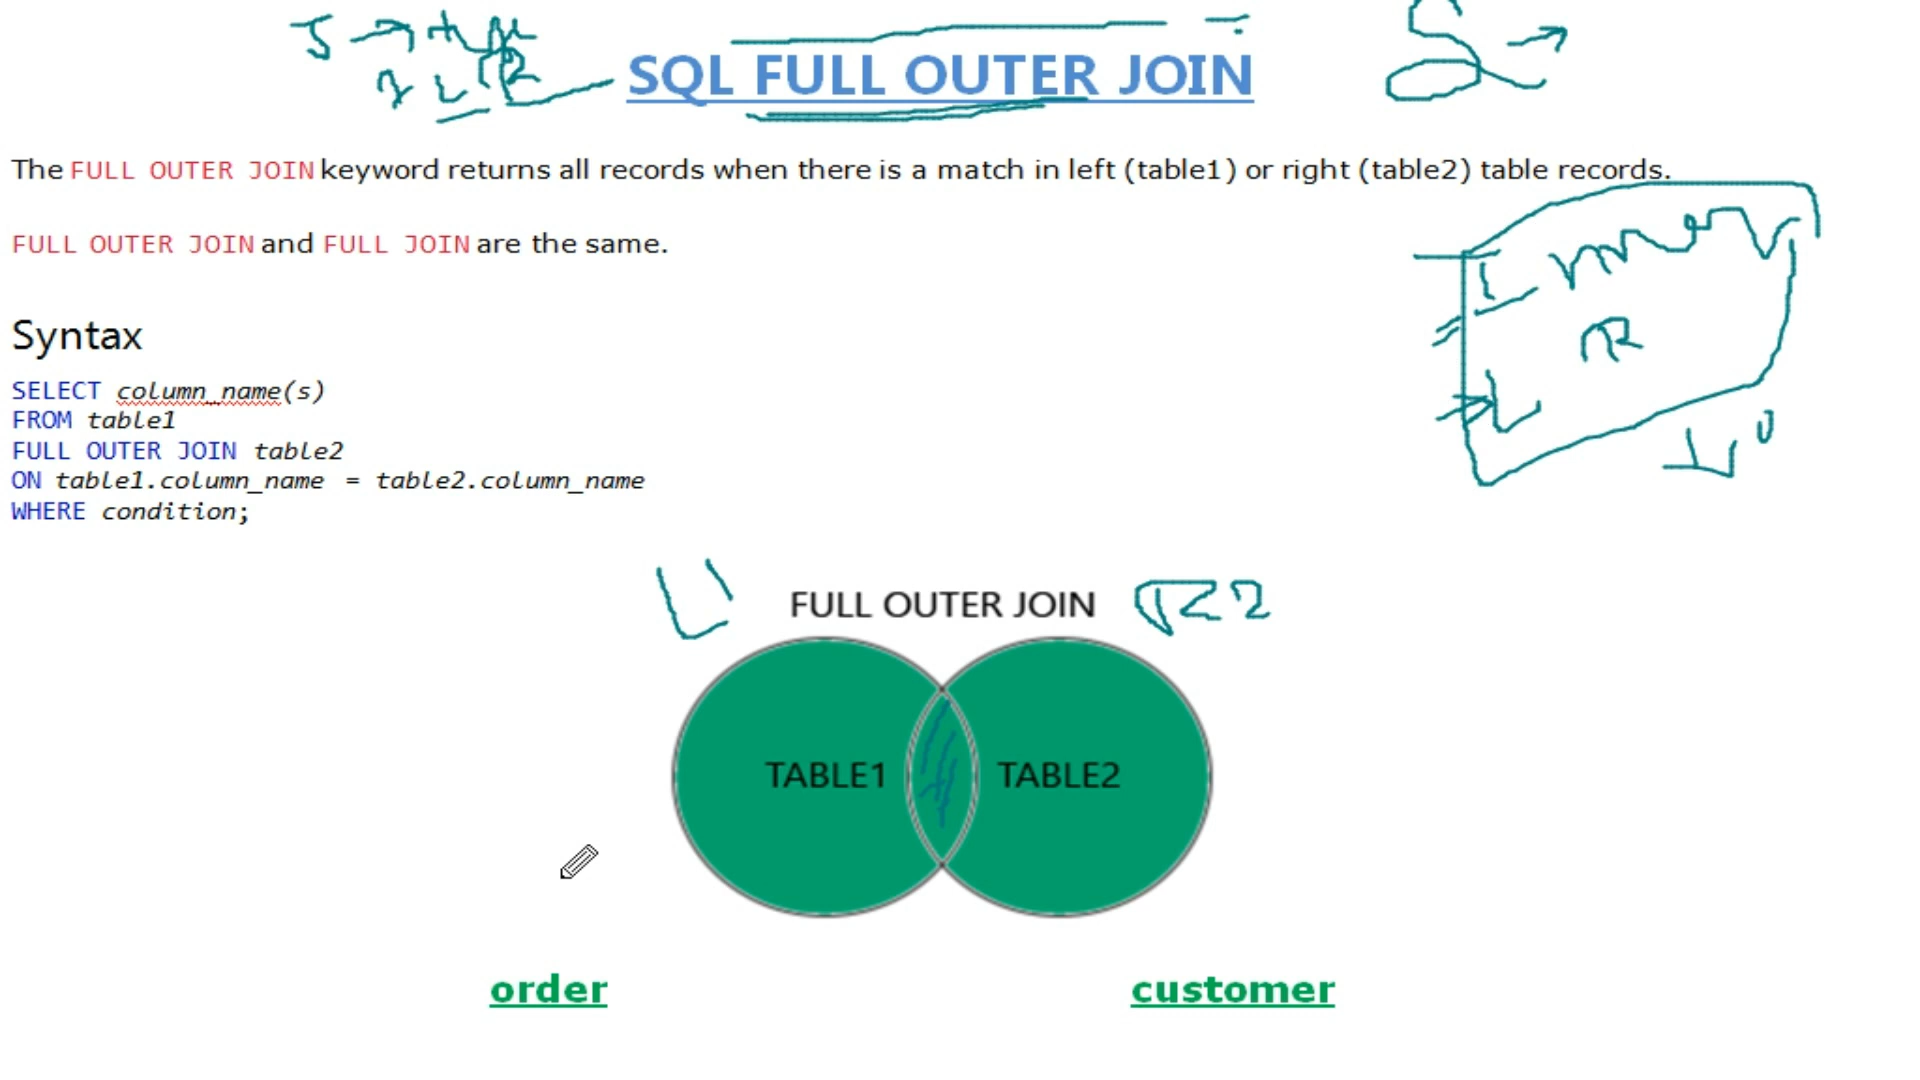 SQL FULL OUTER JOIN
The FULL OUTER JOIN keyword returns all records when there is a match in left (table1) or right (table2) table records.
FULL OUTER JOIN and FULL JOIN are the same.
Syntax
SELECT column_name(s)
FROM table1
FULL OUTER JOIN table2
ON table1.column_name = table2.column_name
WHERE condition;
FULL OUTER JOIN
TABLE1 TABLE2
order customer